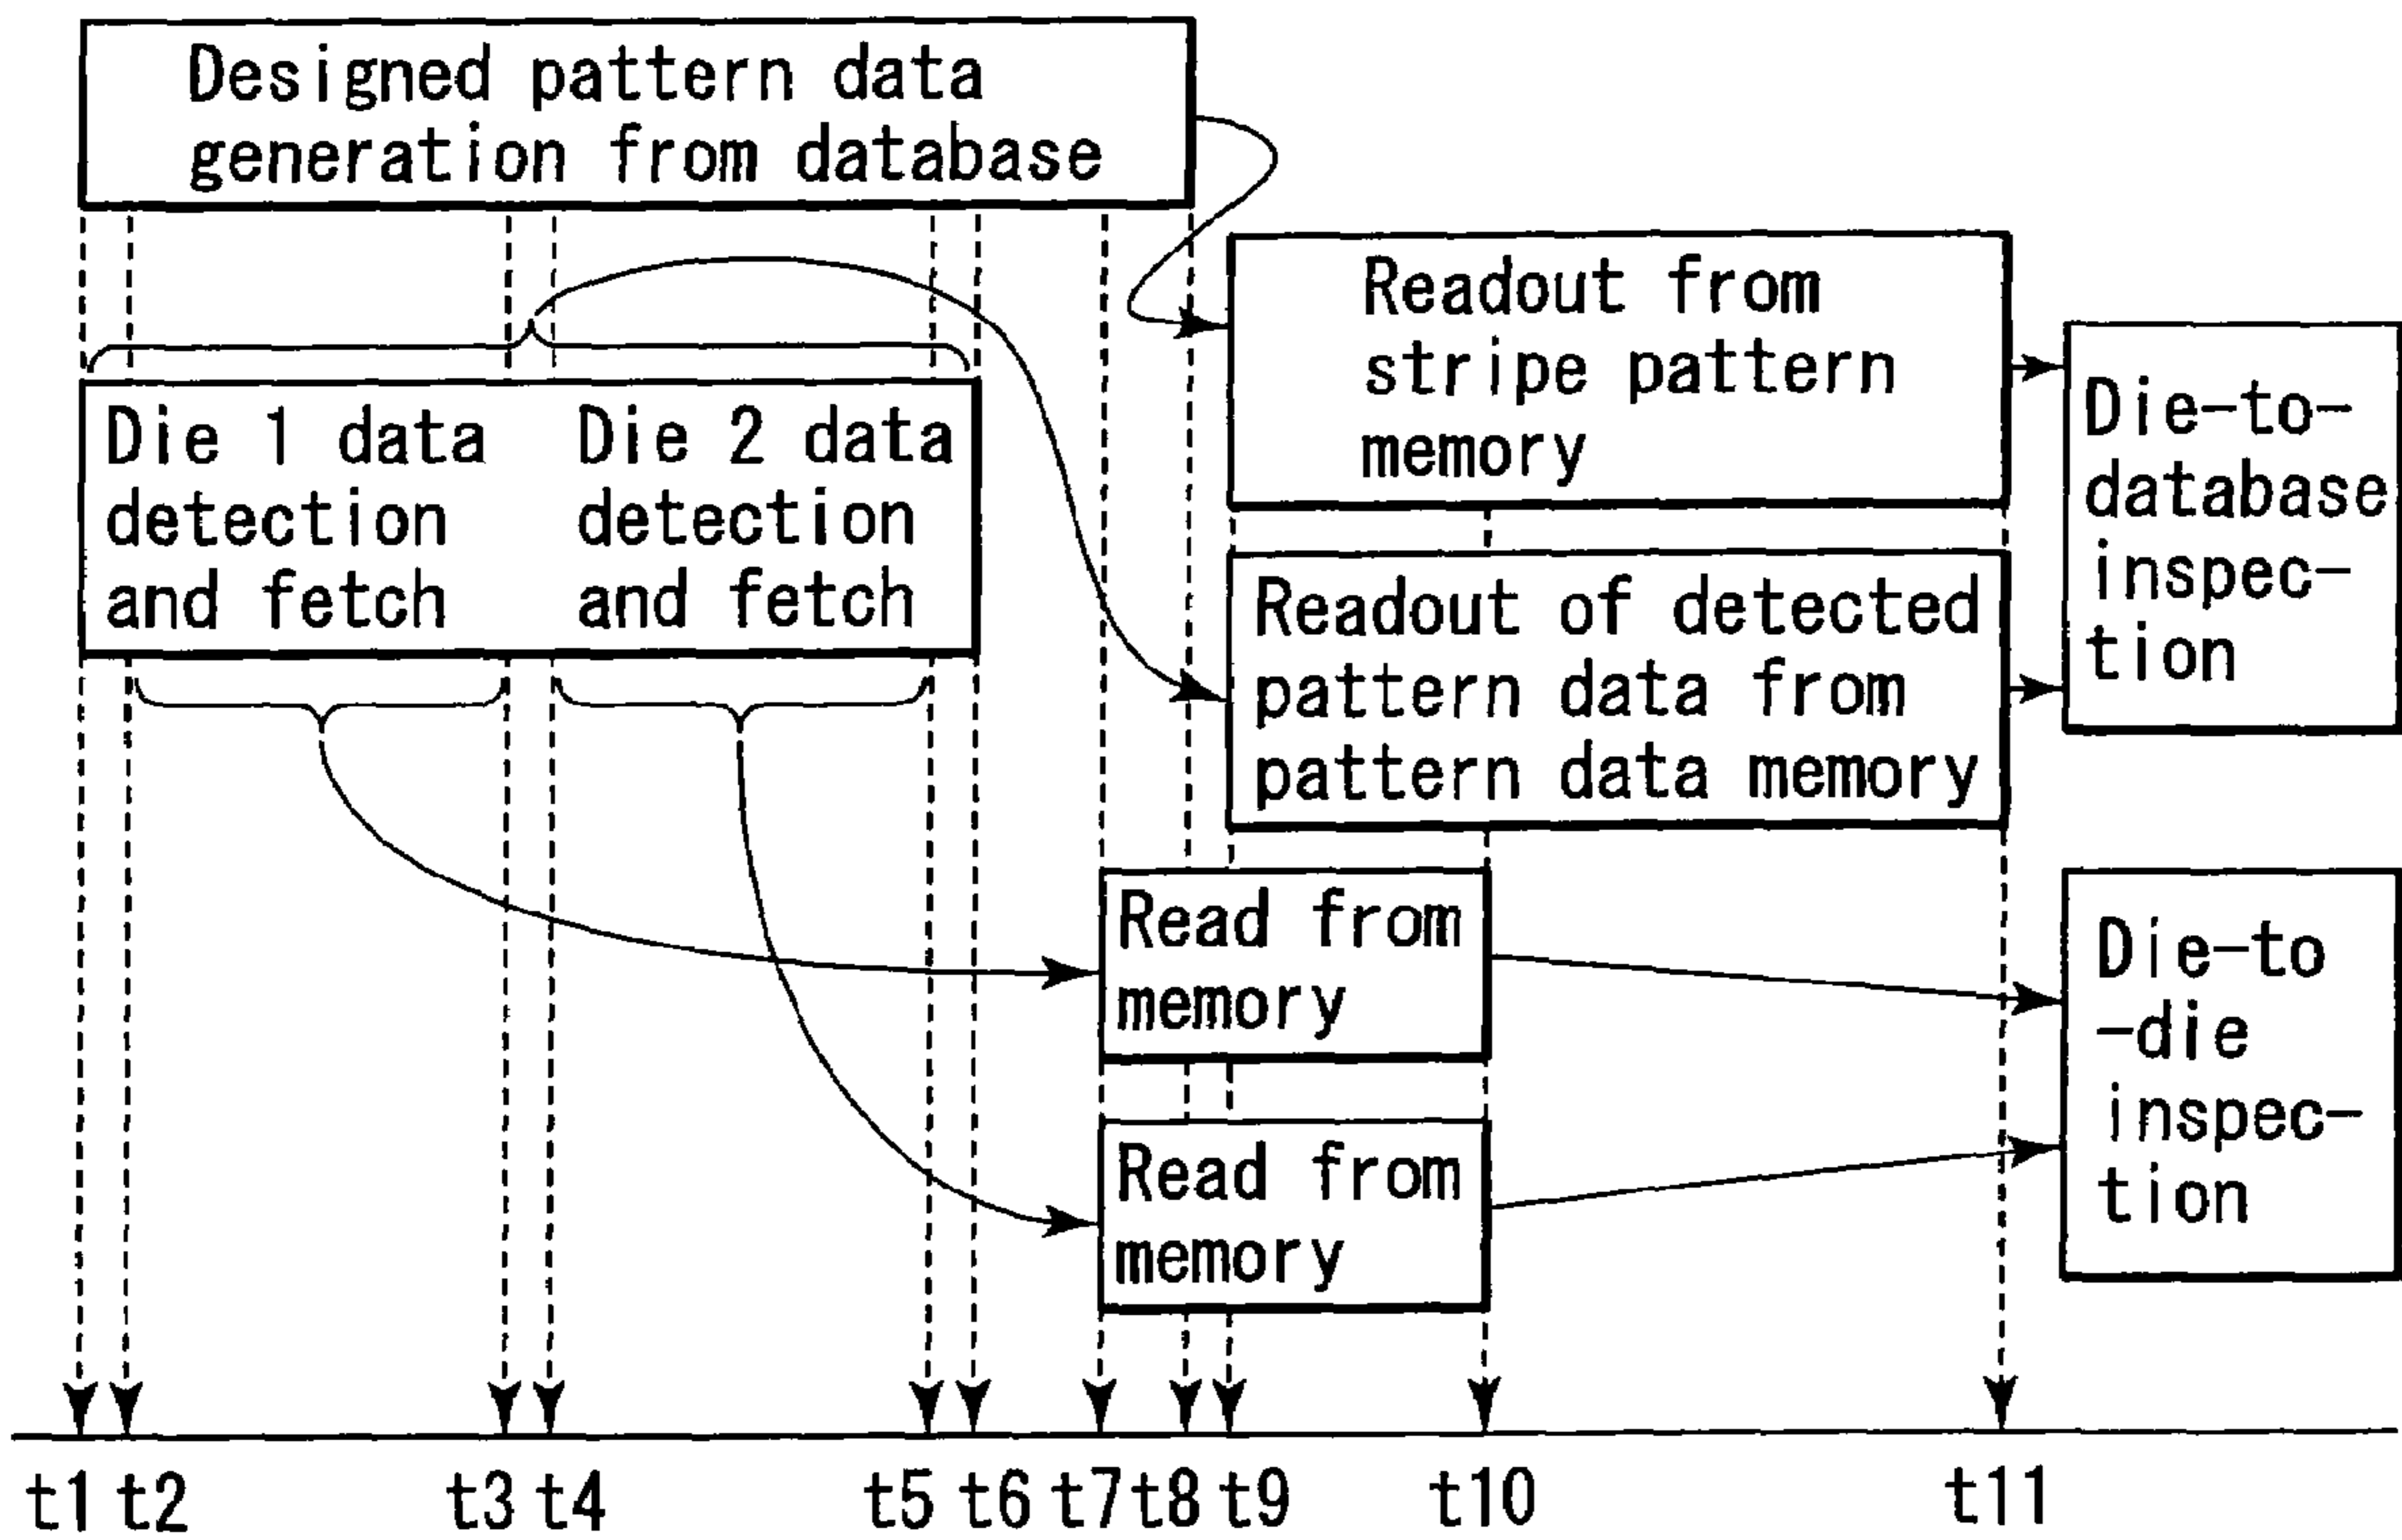 Designed pattern data
generation from database
Readout from
stripe pattern
memory
Die-to-
database
inspec-
tion
Die 1 data
detection
and fetch
Die 2 data
detection
and fetch
Readout of detected
pattern data from
pattern data memory
Read from
memory
Die-to
-die
inspec-
tion
Read from
memory
t1 t2 t3 t4 t5 t6 t7 t8 t9 t10 t11